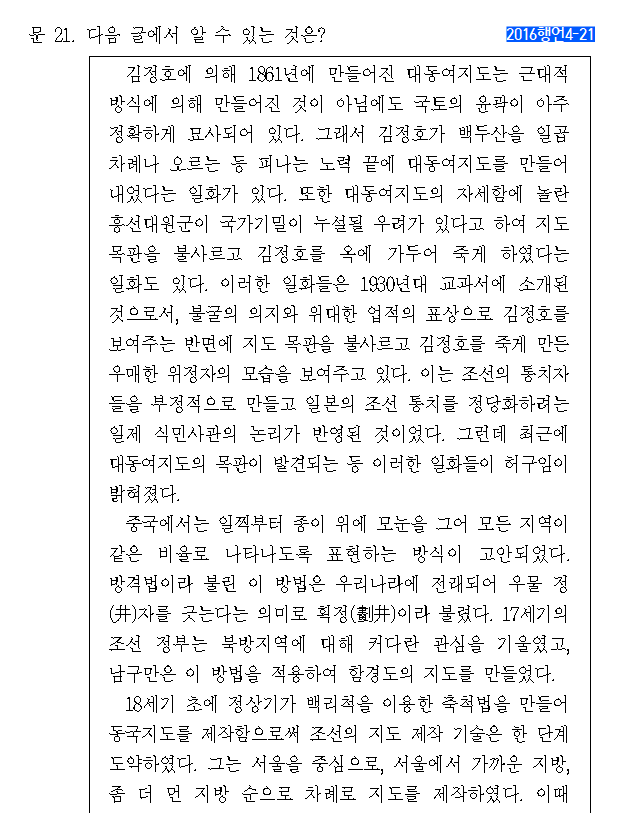 문 21. 다음 글에서 알 수 있는 것은?
2016행언4-21
김정호에 의해 1861년에 만들어진 대동여지도는 근대적
방식에 의해 만들어진 것이 아님에도 국토의 윤곽이 아주
정확하게 묘사되어 있다. 그래서 김정호가 백두산을 일곱
차례나 오르는 등 피나는 노력 끝에 대동여지도를 만들어
내었다는 일화가 있다. 또한 대동여지도의 자세함에 놀란
흥선대원군이 국가기밀이 누설될 우려가 있다고 하여 지도
목판을 불사르고 김정호를 옥에 가두어 죽게 하였다는
일화도 있다. 이러한 일화들은 1930년대 교과서에 소개된
것으로서, 불굴의 의지와 위대한 업적의 표상으로 김정호를
보여주는 반면에 지도 목판을 불사르고 김정호를 죽게 만든
우매한 위정자의 모습을 보여주고 있다. 이는 조선의 통치자
들을 부정적으로 만들고 일본의 조선 통치를 정당화하려는
일제 식민사관의 논리가 반영된 것이었다. 그런데 최근에
대동여지도의 목판이 발견되는 등 이러한 일화들이 허구임이
밝혀졌다.
중국에서는 일찍부터 종이 위에 모눈을 그어 모든 지역이
같은 비율로 나타나도록 표현하는 방식이 고안되었다.
방격법이라 불린 이 방법은 우리나라에 전래되어 우물 정
(井)자를 긋는다는 의미로 획정(劃井)이라 불렸다. 17세기의
조선 정부는 북방지역에 대해 커다란 관심을 기울였고,
남구만은 이 방법을 적용하여 함경도의 지도를 만들었다.
18세기 초에 정상기가 백리척을 이용한 축척법을 만들어
동국지도를 제작함으로써 조선의 지도 제작 기술은 한 단계
도약하였다. 그는 서울을 중심으로, 서울에서 가까운 지방,
좀 더 먼 지방 순으로 차례로 지도를 제작하였다. 이때